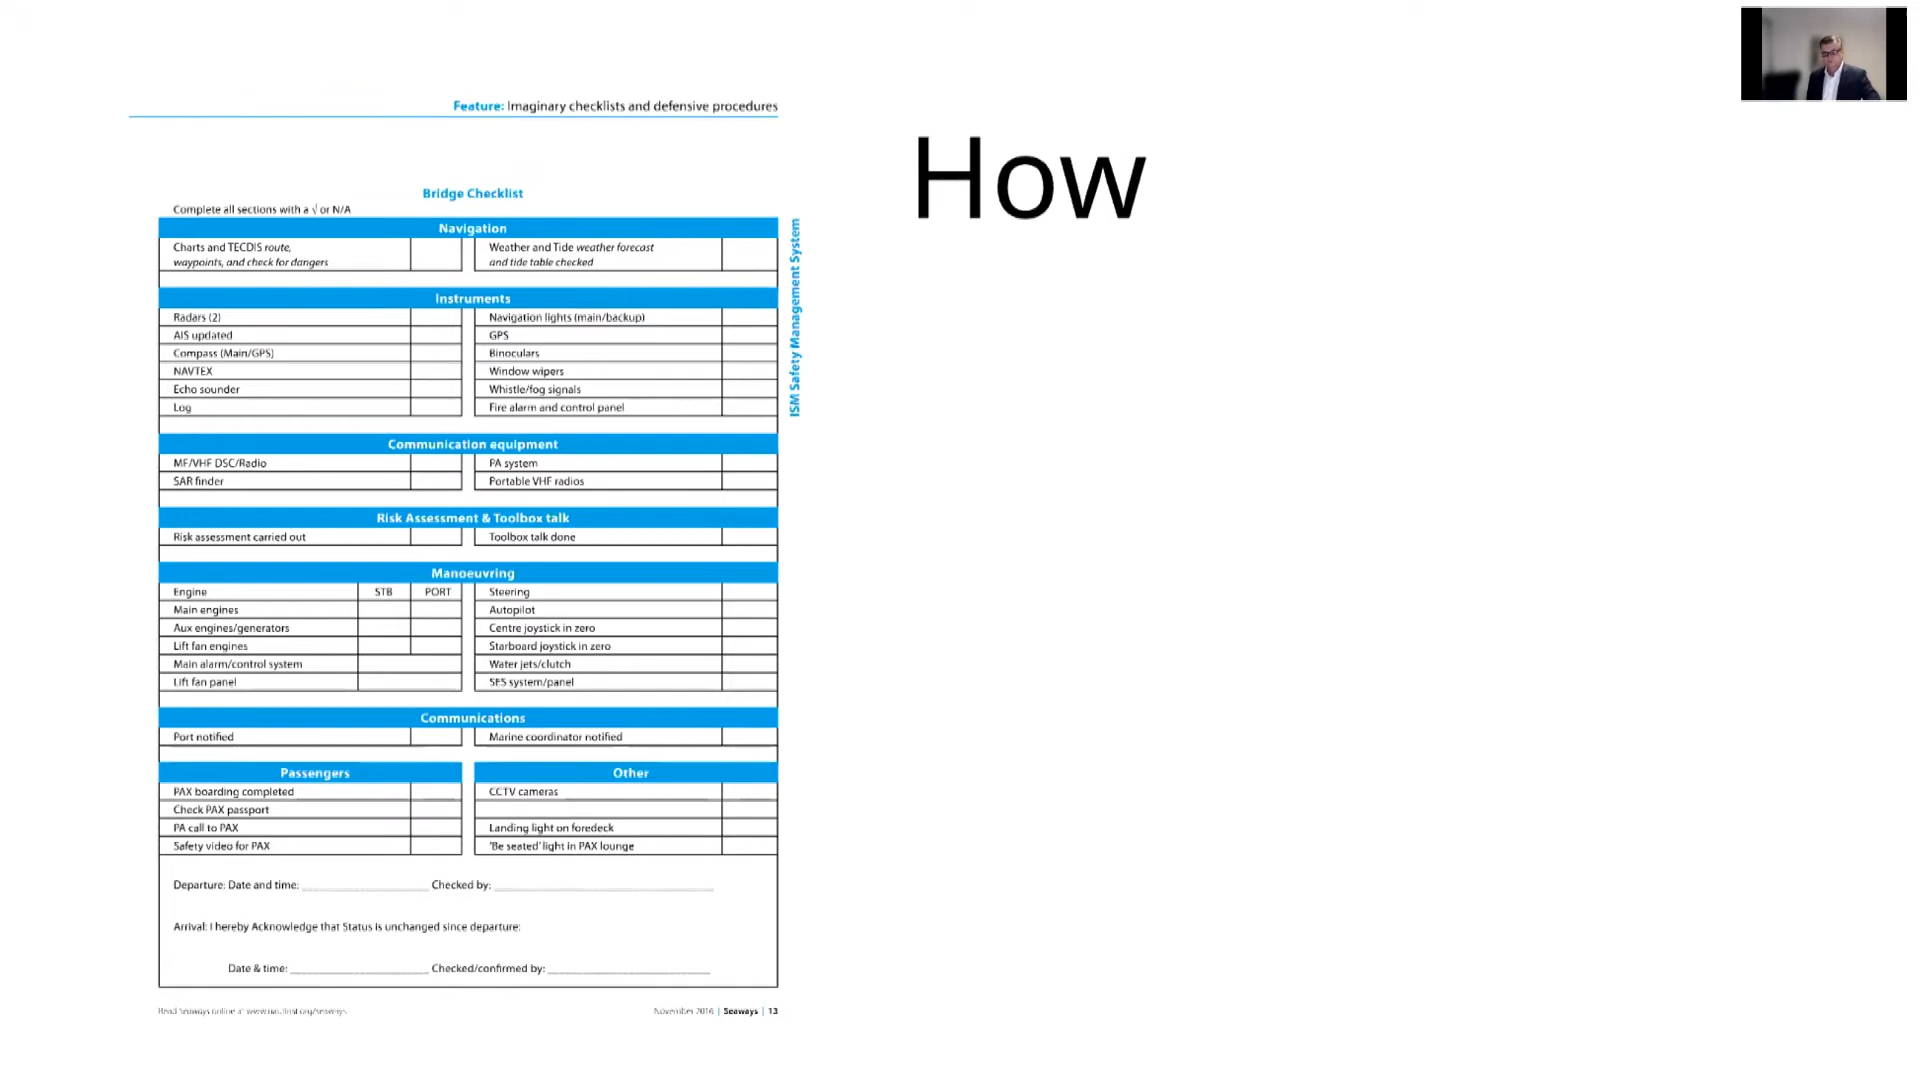 Feature: Imaginary checklists and defensive procedures
How
Bridge Checklist
Complete all sections with a √ or N/A
ISM Safety Management System
Navigation
Charts and TECDIS route,
waypoints, and check for dangers
Weather and Tide weather forecast
and tide table checked
Instruments
Radars (2)
Navigation lights (main/backup)
AIS updated
GPS
Compass (Main/GPS)
Binoculars
NAVTEX
Window wipers
Echo sounder
Whistle/fog signals
Log
Fire alarm and control panel
Communication equipment
MF/VHF DSC/Radio
PA system
SAR finder
Portable VHF radios
Risk Assessment & Toolbox talk
Risk assessment carried out
Toolbox talk done
Manoeuvring
Engine STB PORT
Steering
Main engines
Autopilot
Aux engines/generators
Centre joystick in zero
Lift fan engines
Starboard joystick in zero
Main alarm/control system
Water jets/clutch
Lift fan panel
SES system/panel
Communications
Port notified
Marine coordinator notified
Passengers
Other
PAX boarding completed
CCTV cameras
Check PAX passport
PA call to PAX
Landing light on foredeck
Safety video for PAX
'Be seated' light in PAX lounge
Departure: Date and time: Checked by:
Arrival: I hereby Acknowledge that Status is unchanged since departure:
Date & time: Checked/confirmed by:
Read Seaways online at
November 2016 | Seaways | 13